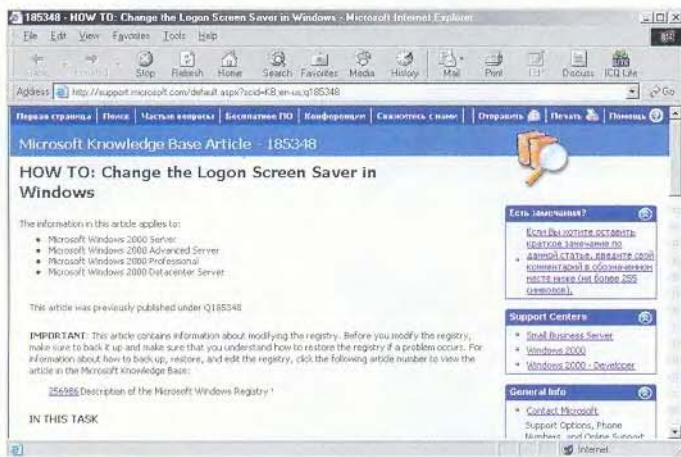 185348 - HOW TO: Change the Logon Screen Saver in Windows - Microsoft Internet Explorer
File Edit View Favorites Tools Help
Stop Refresh Home Search Favorites Media History Mail Print Edit Discuss ICQ Lite
Address http://support.microsoft.com/default.aspx?scid=KB;en-us;q185348 Go
Первая страница | Поиск | Частые вопросы | Бесплатное ПО | Конференции | Свяжитесь с нами | Отправить | Печать | Помощь
Microsoft Knowledge Base Article - 185348
HOW TO: Change the Logon Screen Saver in
Windows
The information in this article applies to:
Microsoft Windows 2000 Server
Microsoft Windows 2000 Advanced Server
Microsoft Windows 2000 Professional
Microsoft Windows 2000 Datacenter Server
This article was previously published under Q185348
IMPORTANT: This article contains information about modifying the registry. Before you modify the registry,
make sure to back it up and make sure that you understand how to restore the registry if a problem occurs. For
information about how to back up, restore, and edit the registry, click the following article number to view the
article in the Microsoft Knowledge Base:
256986 Description of the Microsoft Windows Registry
IN THIS TASK
Есть замечания?
Если Вы хотите оставить
краткое замечание по
данной статье, введите свой
комментарий в обозначенном
месте ниже (не более 255
символов).
Support Centers
Small Business Server
Windows 2000
Windows 2000 - Developer
General Info
Contact Microsoft
Support Options, Phone
Numbers, and Online Support
Internet